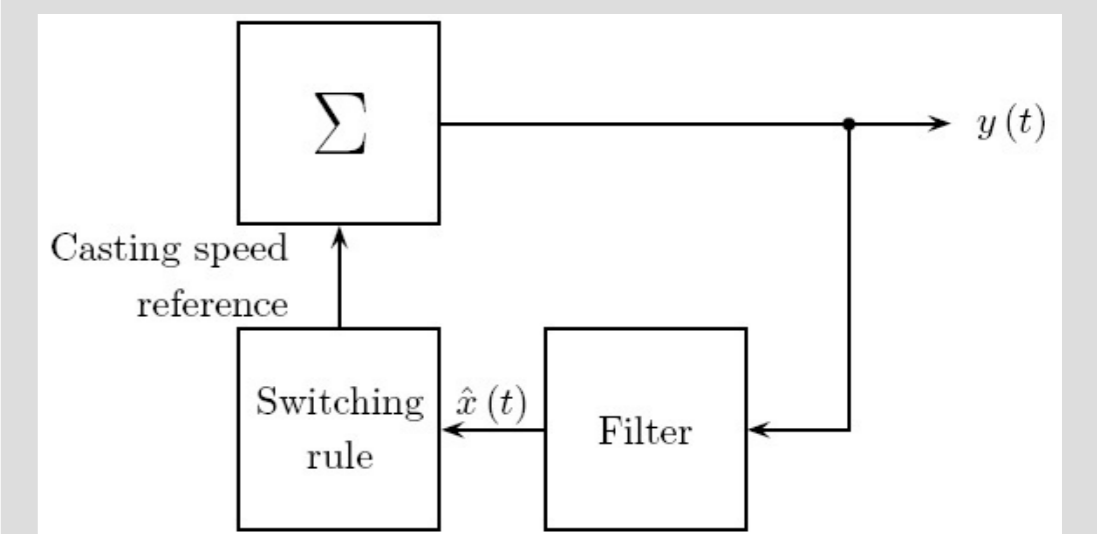 ∑
y (t)
Casting speed
reference
Switching
rule
x̂ (t)
Filter